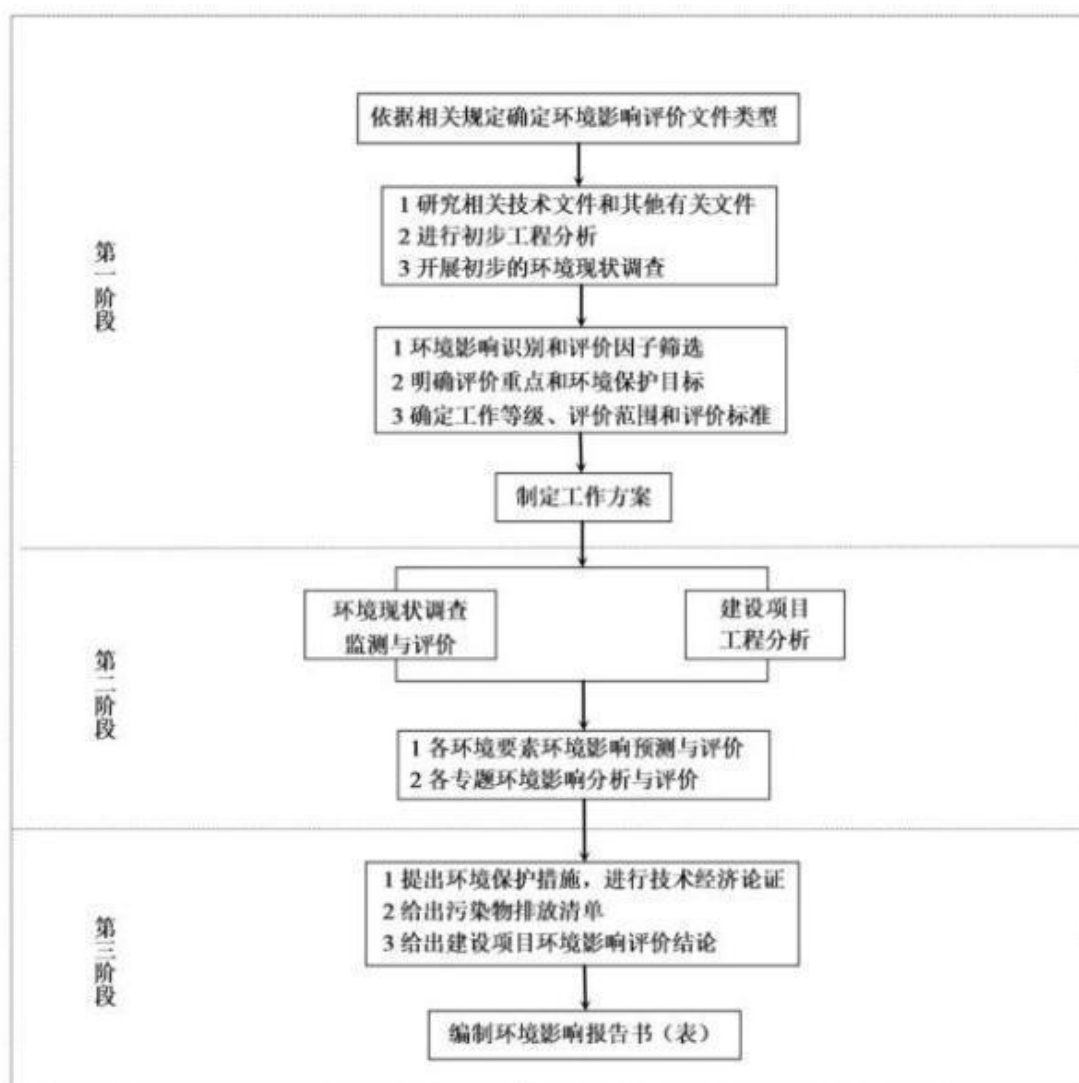 依据相关规定确定环境影响评价文件类型
1 研究相关技术文件和其他有关文件
2 进行初步工程分析
3 开展初步的环境现状调查
第一阶段
1 环境影响识别和评价因子筛选
2 明确评价重点和环境保护目标
3 确定工作等级、评价范围和评价标准
制定工作方案
环境现状调查
监测与评价
建设项目
工程分析
第二阶段
1 各环境要素环境影响预测与评价
2 各专题环境影响分析与评价
1 提出环境保护措施，进行技术经济论证
2 给出污染物排放清单
3 给出建设项目环境影响评价结论
第三阶段
编制环境影响报告书（表）